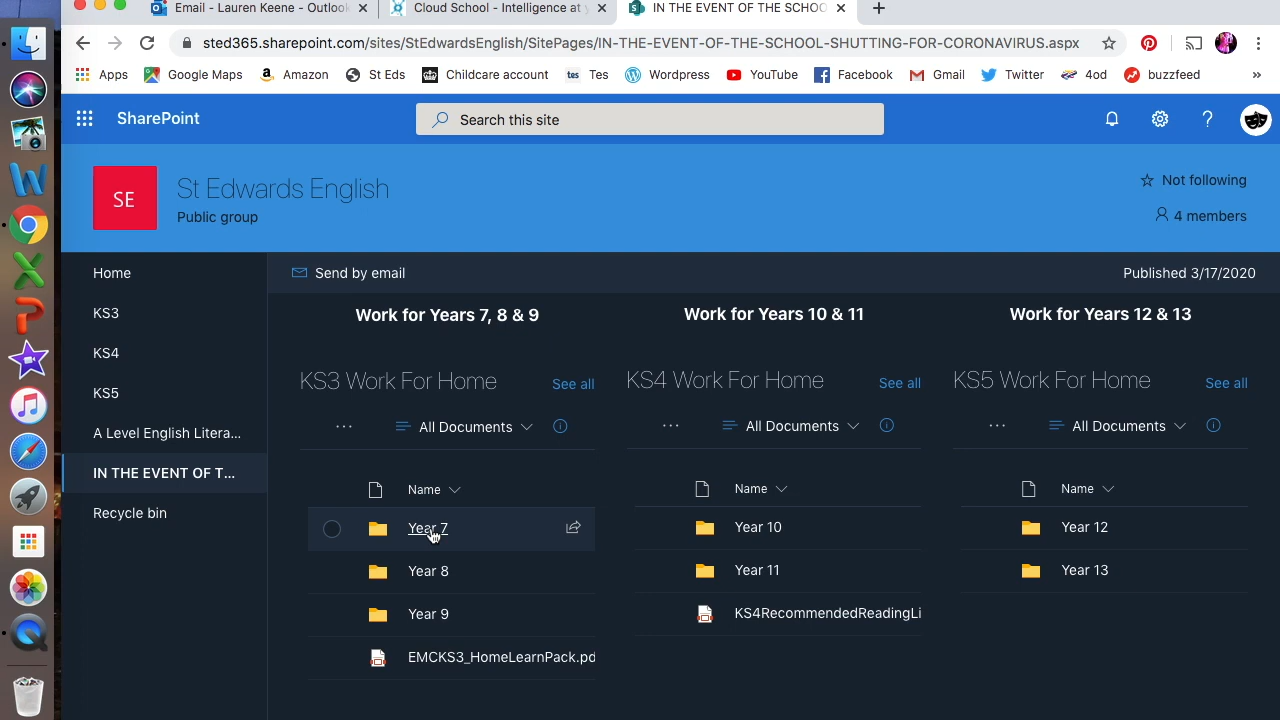 Email - Lauren Keene - Outlook
Cloud School - Intelligence at y
IN THE EVENT OF THE SCHOO
sted365.sharepoint.com/sites/StEdwardsEnglish/SitePages/IN-THE-EVENT-OF-THE-SCHOOL-SHUTTING-FOR-CORONAVIRUS.aspx
Apps Google Maps Amazon St Eds Childcare account tes Tes Wordpress YouTube Facebook Gmail Twitter 4od buzzfeed »
SharePoint
Search this site
SE
St Edwards English
Public group
Not following
4 members
Home
KS3
KS4
KS5
A Level English Litera...
IN THE EVENT OF T...
Recycle bin
Send by email
Published 3/17/2020
Work for Years 7, 8 & 9
KS3 Work For Home
See all
All Documents
Name
Year 7
Year 8
Year 9
EMCKS3_HomeLearnPack.pd
Work for Years 10 & 11
KS4 Work For Home
See all
All Documents
Name
Year 10
Year 11
KS4RecommendedReadingLi
Work for Years 12 & 13
KS5 Work For Home
See all
All Documents
Name
Year 12
Year 13